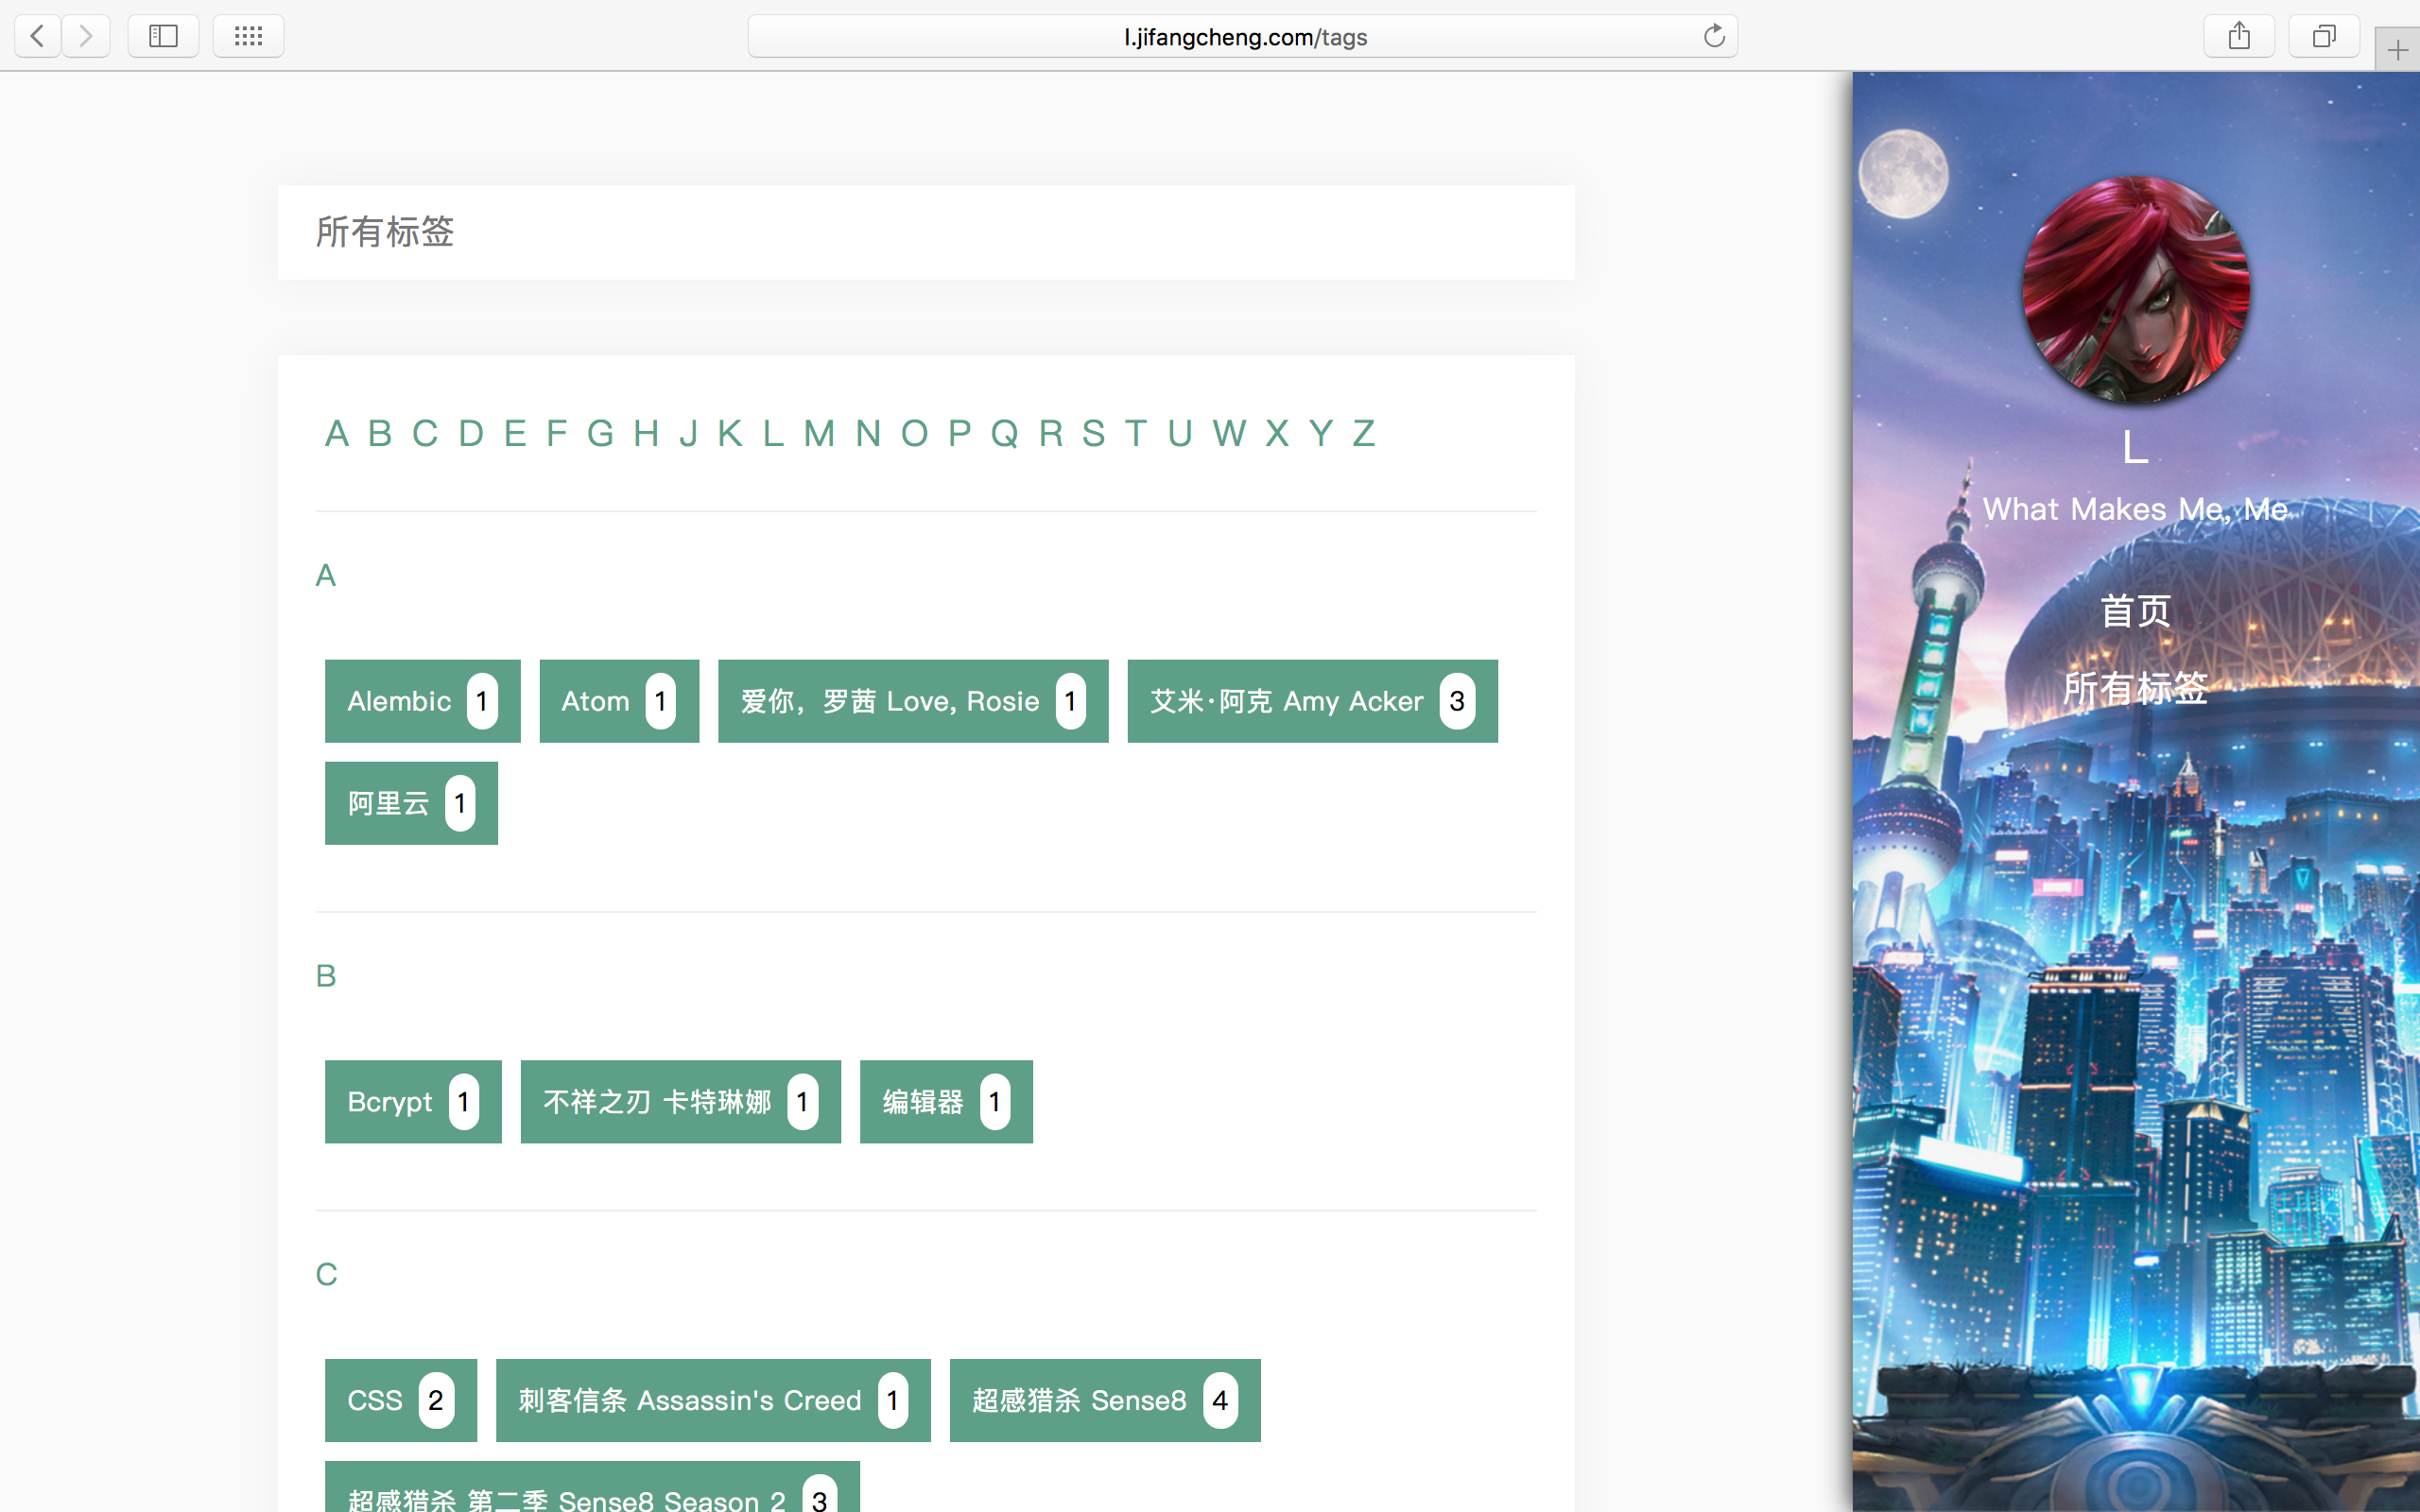 l.jifangcheng.com/tags
所有标签
A B C D E F G H J K L M N O P Q R S T U W X Y Z
A
Alembic 1 Atom 1 爱你，罗茜 Love, Rosie 1 艾米·阿克 Amy Acker 3
阿里云 1
B
Bcrypt 1 不祥之刃 卡特琳娜 1 编辑器 1
C
CSS 2 刺客信条 Assassin's Creed 1 超感猎杀 Sense8 4
超感猎杀 第二季 Sense8 Season 2 3
L
What Makes Me, Me
首页
所有标签